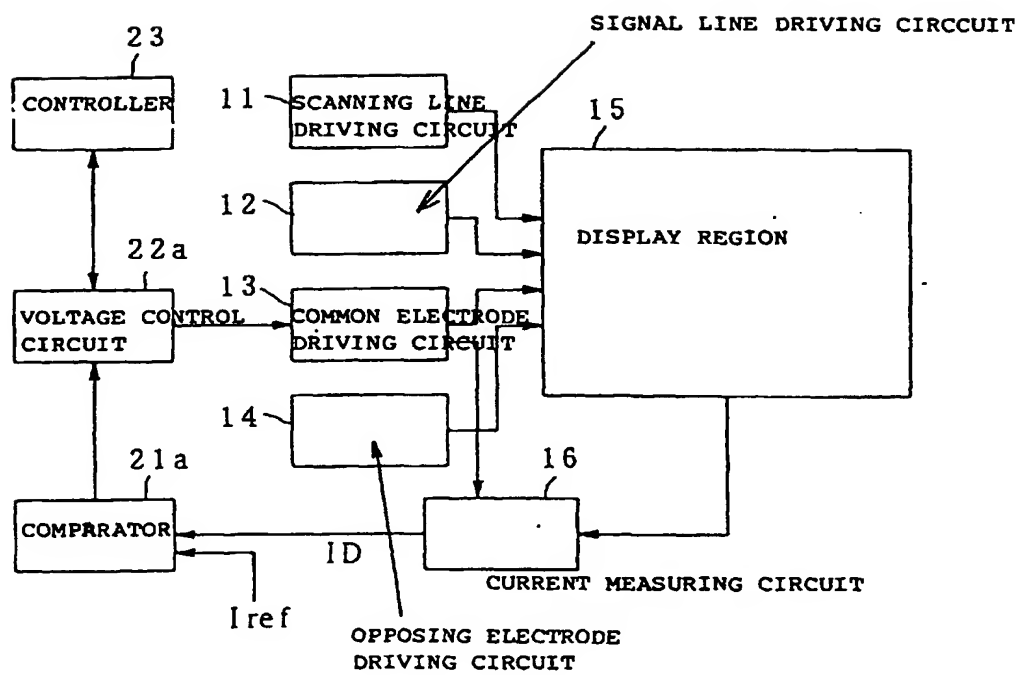 SIGNAL LINE DRIVING CIRCCUIT
23
CONTROLLER
11
SCANNING LINE
DRIVING CIRCUIT
15
12
DISPLAY REGION
22a
VOLTAGE CONTROL
CIRCUIT
13
COMMON ELECTRODE
DRIVING CIRCUIT
14
21a
COMPARATOR
16
ID
CURRENT MEASURING CIRCUIT
Iref
OPPOSING ELECTRODE
DRIVING CIRCUIT